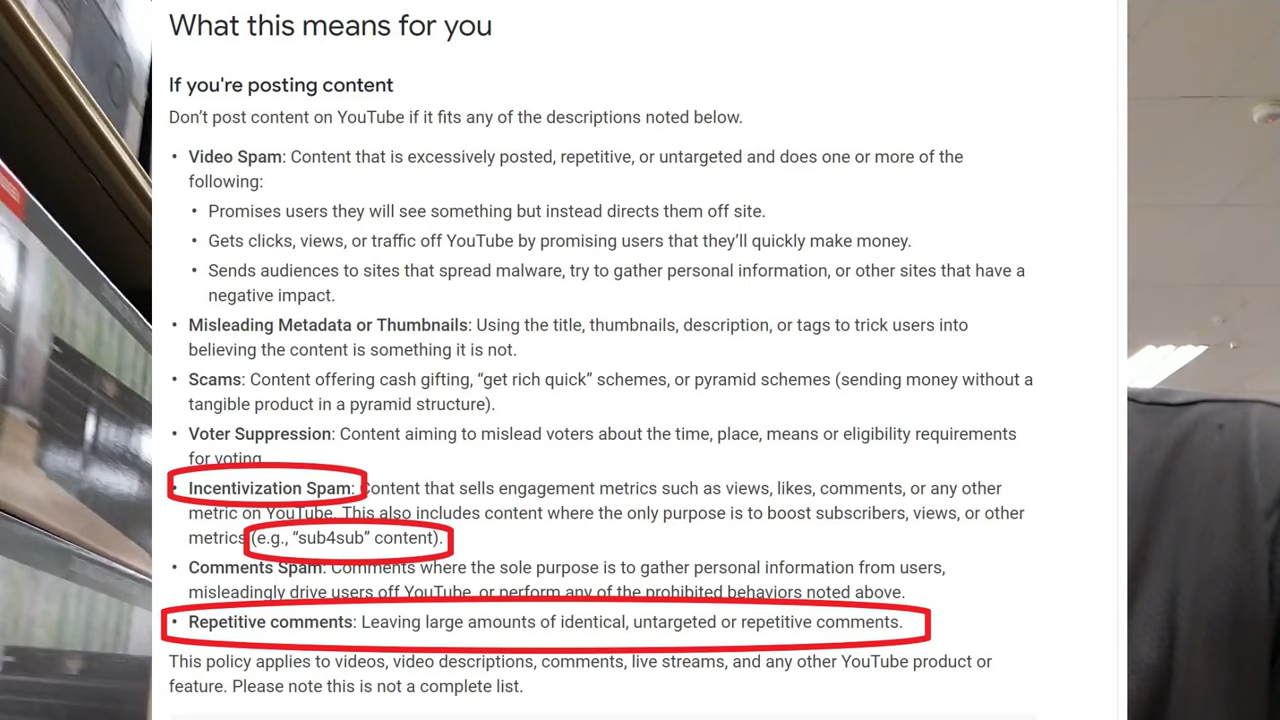 What this means for you
If you're posting content
Don’t post content on YouTube if it fits any of the descriptions noted below.
• Video Spam: Content that is excessively posted, repetitive, or untargeted and does one or more of the
following:
• Promises users they will see something but instead directs them off site.
• Gets clicks, views, or traffic off YouTube by promising users that they’ll quickly make money.
• Sends audiences to sites that spread malware, try to gather personal information, or other sites that have a
negative impact.
• Misleading Metadata or Thumbnails: Using the title, thumbnails, description, or tags to trick users into
believing the content is something it is not.
• Scams: Content offering cash gifting, “get rich quick” schemes, or pyramid schemes (sending money without a
tangible product in a pyramid structure).
• Voter Suppression: Content aiming to mislead voters about the time, place, means or eligibility requirements
for voting.
• Incentivization Spam: Content that sells engagement metrics such as views, likes, comments, or any other
metric on YouTube. This also includes content where the only purpose is to boost subscribers, views, or other
metrics (e.g., “sub4sub” content).
• Comments Spam: Comments where the sole purpose is to gather personal information from users,
misleadingly drive users off YouTube, or perform any of the prohibited behaviors noted above.
• Repetitive comments: Leaving large amounts of identical, untargeted or repetitive comments.
This policy applies to videos, video descriptions, comments, live streams, and any other YouTube product or
feature. Please note this is not a complete list.